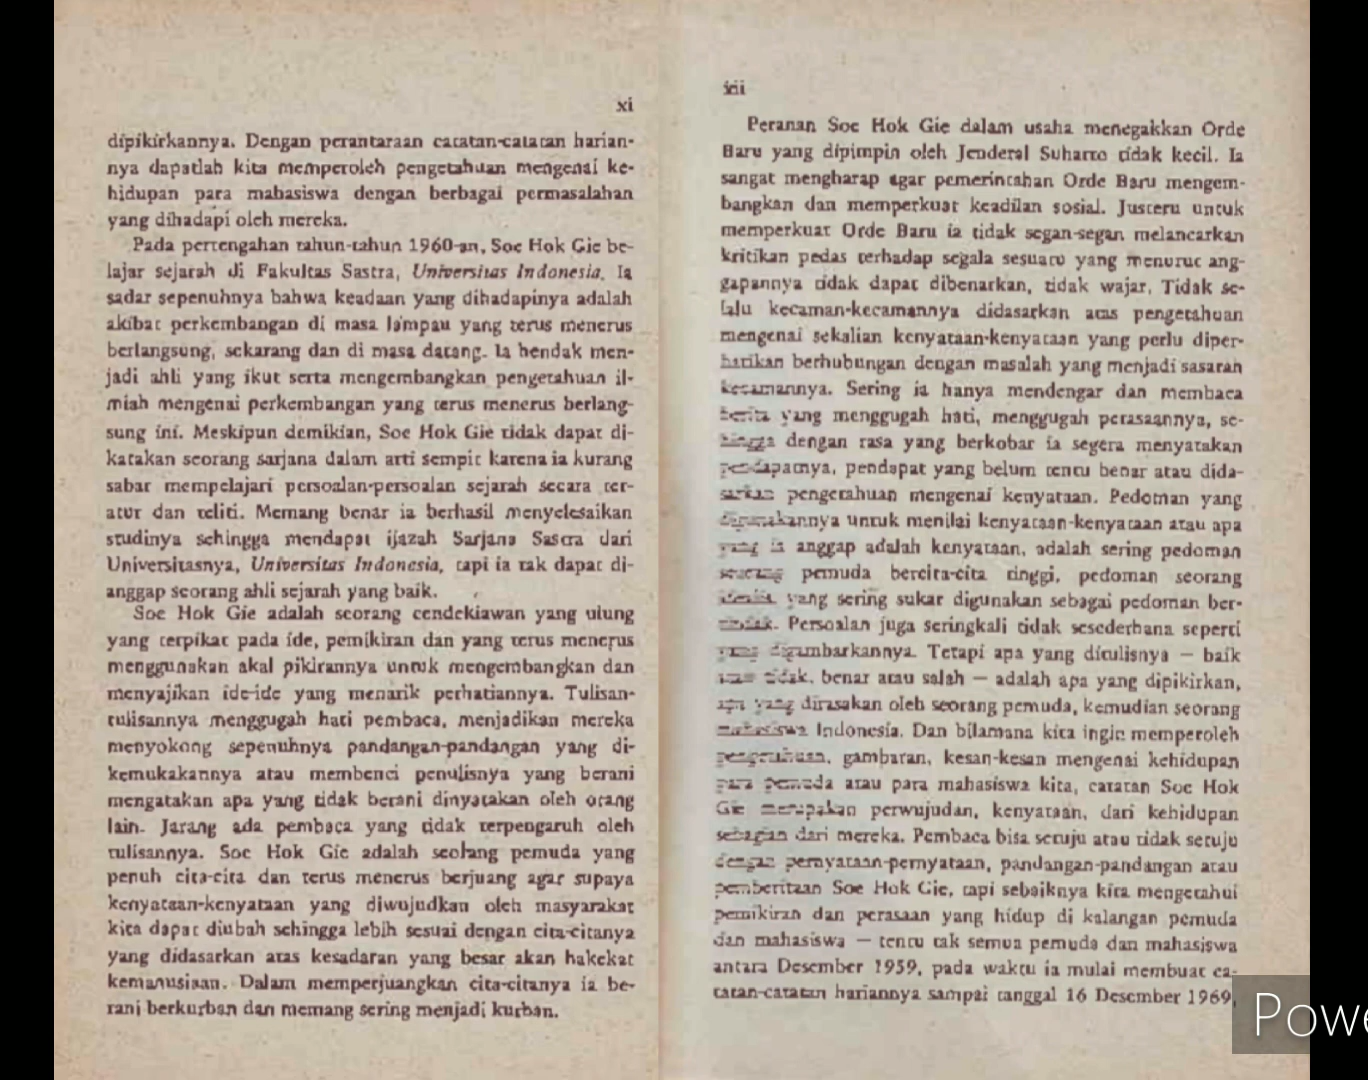 xi
dipikirkannya. Dengan perantaraan catatan-catatan harian-
nya dapatlah kita memperoleh pengetahuan mengenai ke-
hidupan para mahasiswa dengan berbagai permasalahan
yang dihadapi oleh mereka.
Pada pertengahan tahun-tahun 1960-an, Soe Hok Gie be-
lajar sejarah di Fakultas Sastra, Universitas Indonesia. Ia
sadar sepenuhnya bahwa keadaan yang dihadapinya adalah
akibat perkembangan di masa lampau yang terus menerus
berlangsung, sekarang dan di masa datang. Ia hendak men-
jadi ahli yang ikut serta mengembangkan pengetahuan il-
miah mengenai perkembangan yang terus menerus berlang-
sung ini. Meskipun demikian, Soe Hok Gie tidak dapat di-
katakan seorang sarjana dalam arti sempit karena ia kurang
sabar mempelajari persoalan-persoalan sejarah secara ter-
atur dan teliti. Memang benar ia berhasil menyelesaikan
studinya sehingga mendapat ijazah Sarjana Sastra dari
Universitasnya, Universitas Indonesia, tapi ia tak dapat di-
anggap seorang ahli sejarah yang baik.
Soe Hok Gie adalah seorang cendekiawan yang ulung
yang terpikat pada ide, pemikiran dan yang terus menerus
menggunakan akal pikirannya untuk mengembangkan dan
menyajikan ide-ide yang menarik perhatiannya. Tulisan-
tulisannya menggugah hati pembaca, menjadikan mereka
menyokong sepenuhnya pandangan-pandangan yang di-
kemukakannya atau membenci penulisnya yang berani
mengatakan apa yang tidak berani dinyatakan oleh orang
lain. Jarang ada pembaca yang tidak terpengaruh oleh
tulisannya. Soe Hok Gie adalah seorang pemuda yang
penuh cita-cita dan terus menerus berjuang agar supaya
kenyataan-kenyataan yang diwujudkan oleh masyarakat
kita dapat diubah sehingga lebih sesuai dengan cita-citanya
yang didasarkan atas kesadaran yang besar akan hakekat
kemanusiaan. Dalam memperjuangkan cita-citanya ia be-
rani berkurban dan memang sering menjadi kurban.
xii
Peranan Soe Hok Gie dalam usaha menegakkan Orde
Baru yang dipimpin oleh Jenderal Suharto tidak kecil. Ia
sangat mengharap agar pemerintahan Orde Baru mengem-
bangkan dan memperkuat keadilan sosial. Justeru untuk
memperkuat Orde Baru ia tidak segan-segan melancarkan
kritikan pedas terhadap segala sesuatu yang menurut ang-
gapannya tidak dapat dibenarkan, tidak wajar. Tidak se-
lalu kecaman-kecamannya didasarkan atas pengetahuan
mengenai sekalian kenyataan-kenyataan yang perlu diper-
hatikan berhubungan dengan masalah yang menjadi sasaran
kecamannya. Sering ia hanya mendengar dan membaca
berita yang menggugah hati, menggugah perasaannya, se-
hingga dengan rasa yang berkobar ia segera menyatakan
pendapatnya, pendapat yang belum tentu benar atau dida-
sarkan pengetahuan mengenai kenyataan. Pedoman yang
digunakannya untuk menilai kenyataan-kenyataan atau apa
yang ia anggap adalah kenyataan, adalah sering pedoman
seorang pemuda bercita-cita tinggi, pedoman seorang
idealis yang sering sukar digunakan sebagai pedoman ber-
tindak. Persoalan juga seringkali tidak sesederhana seperti
yang digambarkannya. Tetapi apa yang ditulisnya — baik
atau tidak, benar atau salah — adalah apa yang dipikirkan,
apa yang dirasakan oleh seorang pemuda, kemudian seorang
mahasiswa Indonesia. Dan bilamana kita ingin memperoleh
pengetahuan, gambaran, kesan-kesan mengenai kehidupan
para pemuda atau para mahasiswa kita, catatan Soe Hok
Gie merupakan perwujudan, kenyataan, dari kehidupan
sebagian dari mereka. Pembaca bisa setuju atau tidak setuju
dengan pernyataan-pernyataan, pandangan-pandangan atau
pemberitaan Soe Hok Gie, tapi sebaiknya kita mengetahui
pemikiran dan perasaan yang hidup di kalangan pemuda
dan mahasiswa — tentu tak semua pemuda dan mahasiswa
antara Desember 1959, pada waktu ia mulai membuat ca-
tatan-catatan hariannya sampai tanggal 16 Desember 1969,
Powe